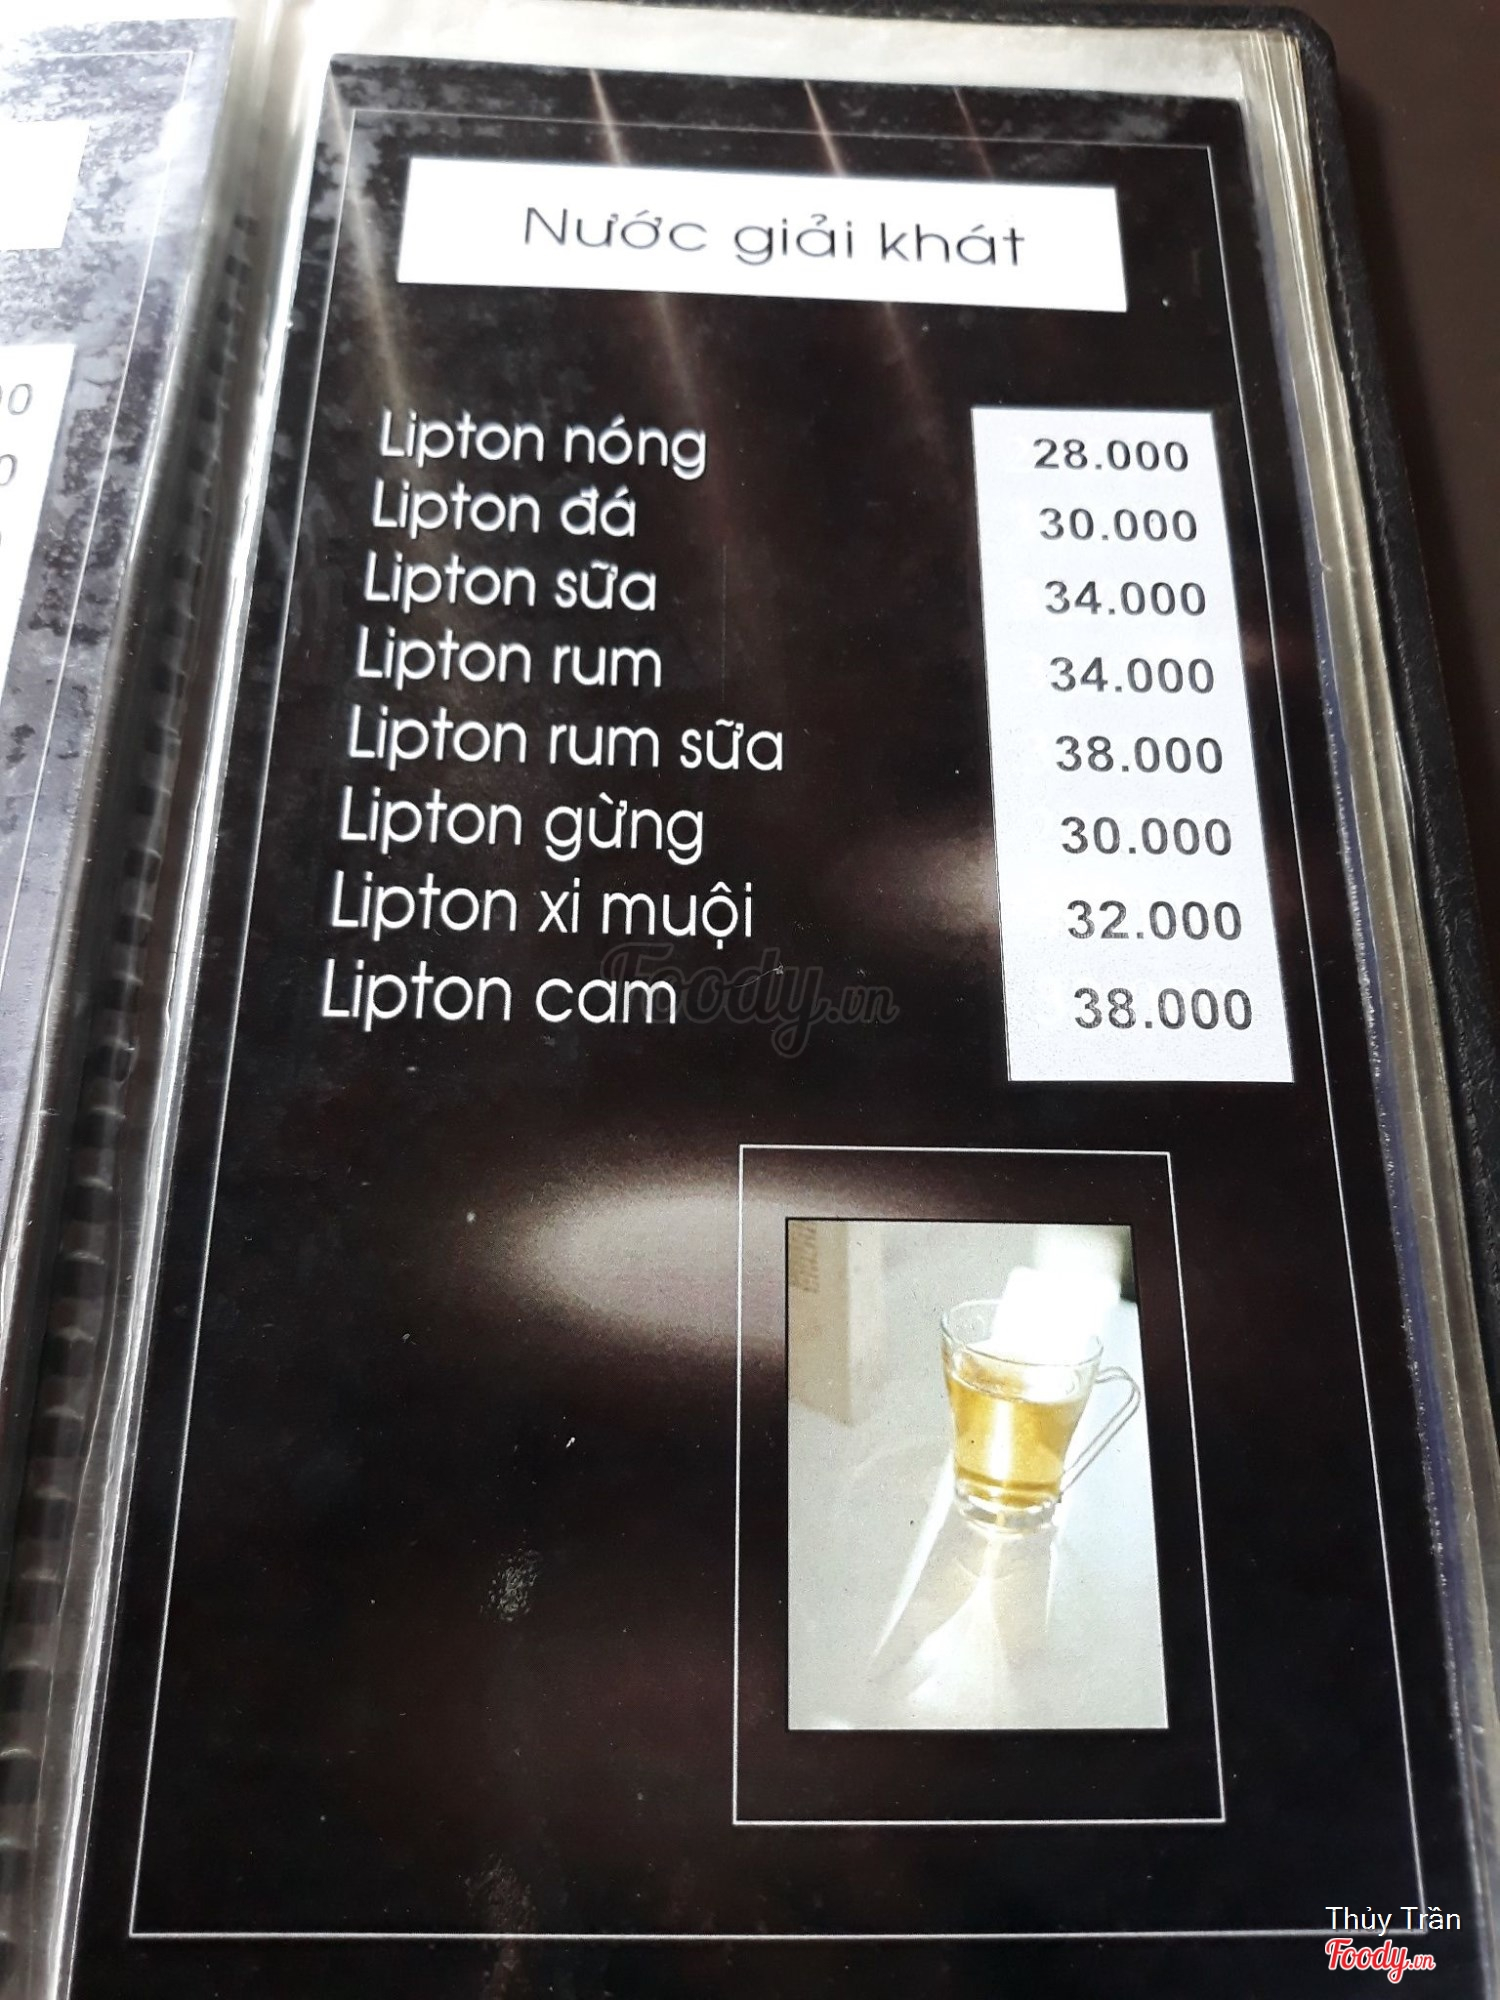 Nước giải khát
Lipton nóng 28.000
Lipton đá 30.000
Lipton sữa 34.000
Lipton rum 34.000
Lipton rum sữa 38.000
Lipton gừng 30.000
Lipton xi muội 32.000
Lipton cam 38.000
Foody.vn
Thủy Trần
Foody.vn